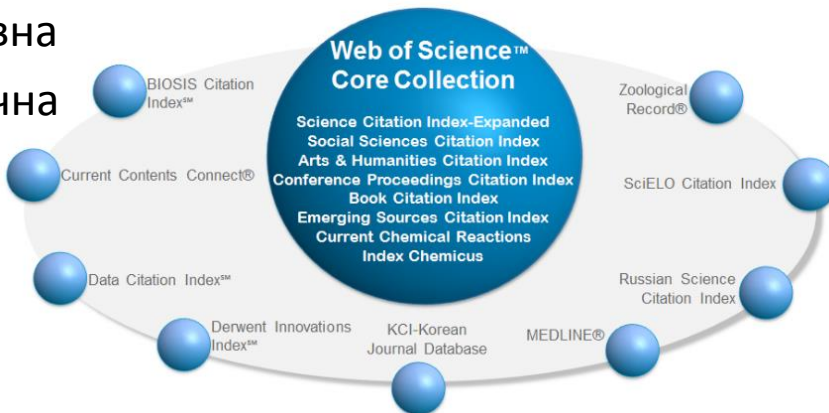 вна
чна
Web of Science™
Core Collection
Science Citation Index-Expanded
Social Sciences Citation Index
Arts & Humanities Citation Index
Conference Proceedings Citation Index
Book Citation Index
Emerging Sources Citation Index
Current Chemical Reactions
Index Chemicus
BIOSIS Citation
Index℠
Current Contents Connect®
Data Citation Index℠
Derwent Innovations
Index℠
KCI-Korean
Journal Database
MEDLINE®
Russian Science
Citation Index
SciELO Citation Index
Zoological
Record®